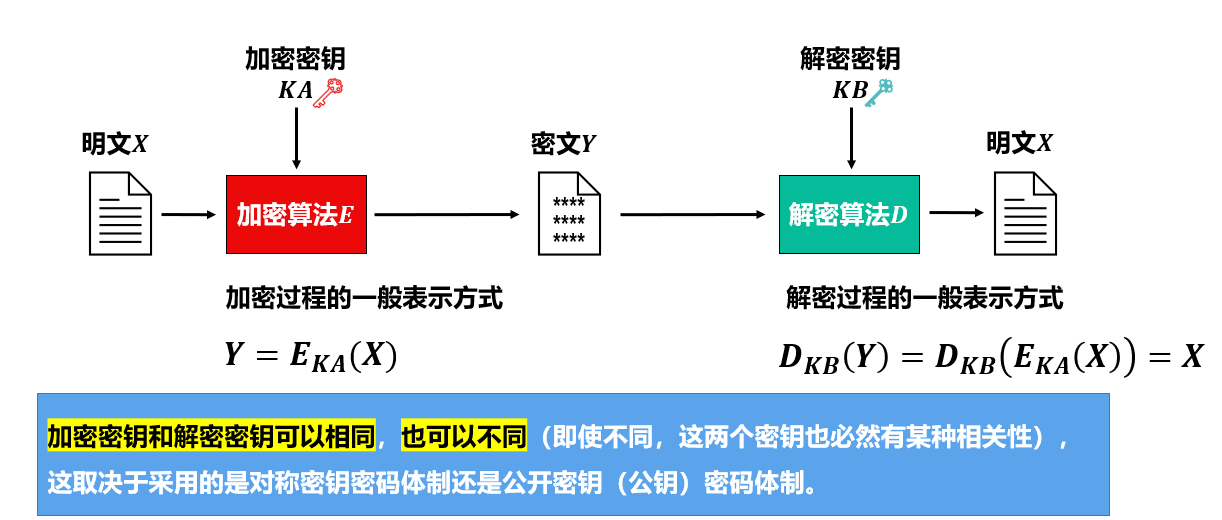 加密密钥
KA
解密密钥
KB
明文X
密文Y
明文X
加密算法E
****
****
****
解密算法D
加密过程的一般表示方式
解密过程的一般表示方式
Y = E_{KA}(X)
D_{KB}(Y) = D_{KB}(E_{KA}(X)) = X
加密密钥和解密密钥可以相同，也可以不同（即使不同，这两个密钥也必然有某种相关性），
这取决于采用的是对称密钥密码体制还是公开密钥（公钥）密码体制。